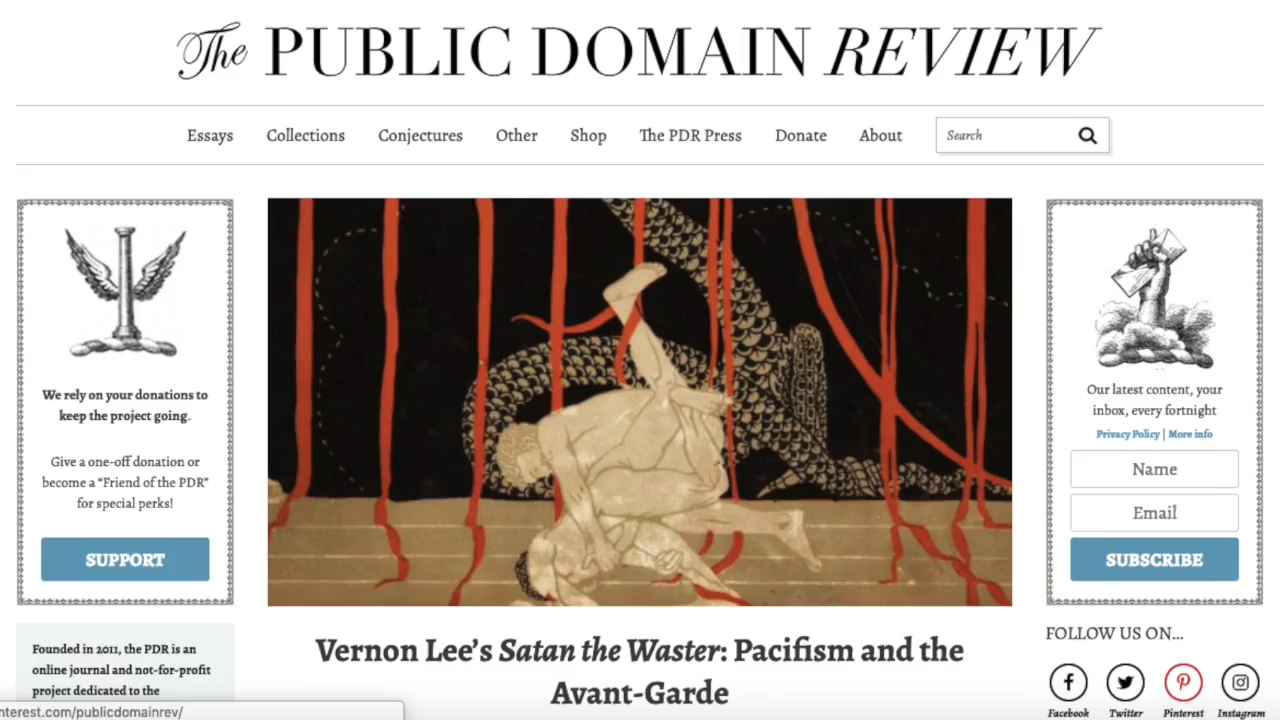 The PUBLIC DOMAIN REVIEW
Essays Collections Conjectures Other Shop The PDR Press Donate About Search
We rely on your donations to
keep the project going.
Give a one-off donation or
become a “Friend of the PDR”
for special perks!
SUPPORT
Founded in 2011, the PDR is an
online journal and not-for-profit
project dedicated to the
Vernon Lee’s Satan the Waster: Pacifism and the
Avant-Garde
Our latest content, your
inbox, every fortnight
Privacy Policy | More info
Name
Email
SUBSCRIBE
FOLLOW US ON...
Facebook Twitter Pinterest Instagram
nterest.com/publicdomainrev/